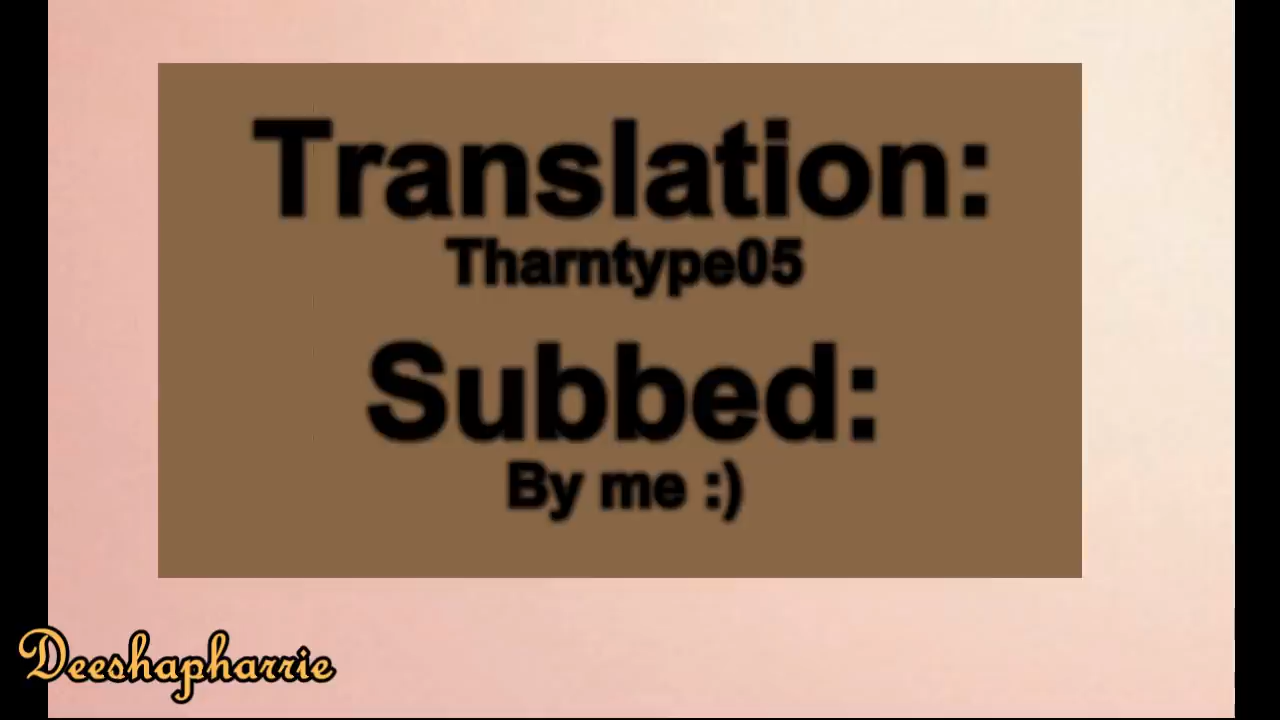 Translation:
Tharntype05
Subbed:
By me :)
Deeshapharrie